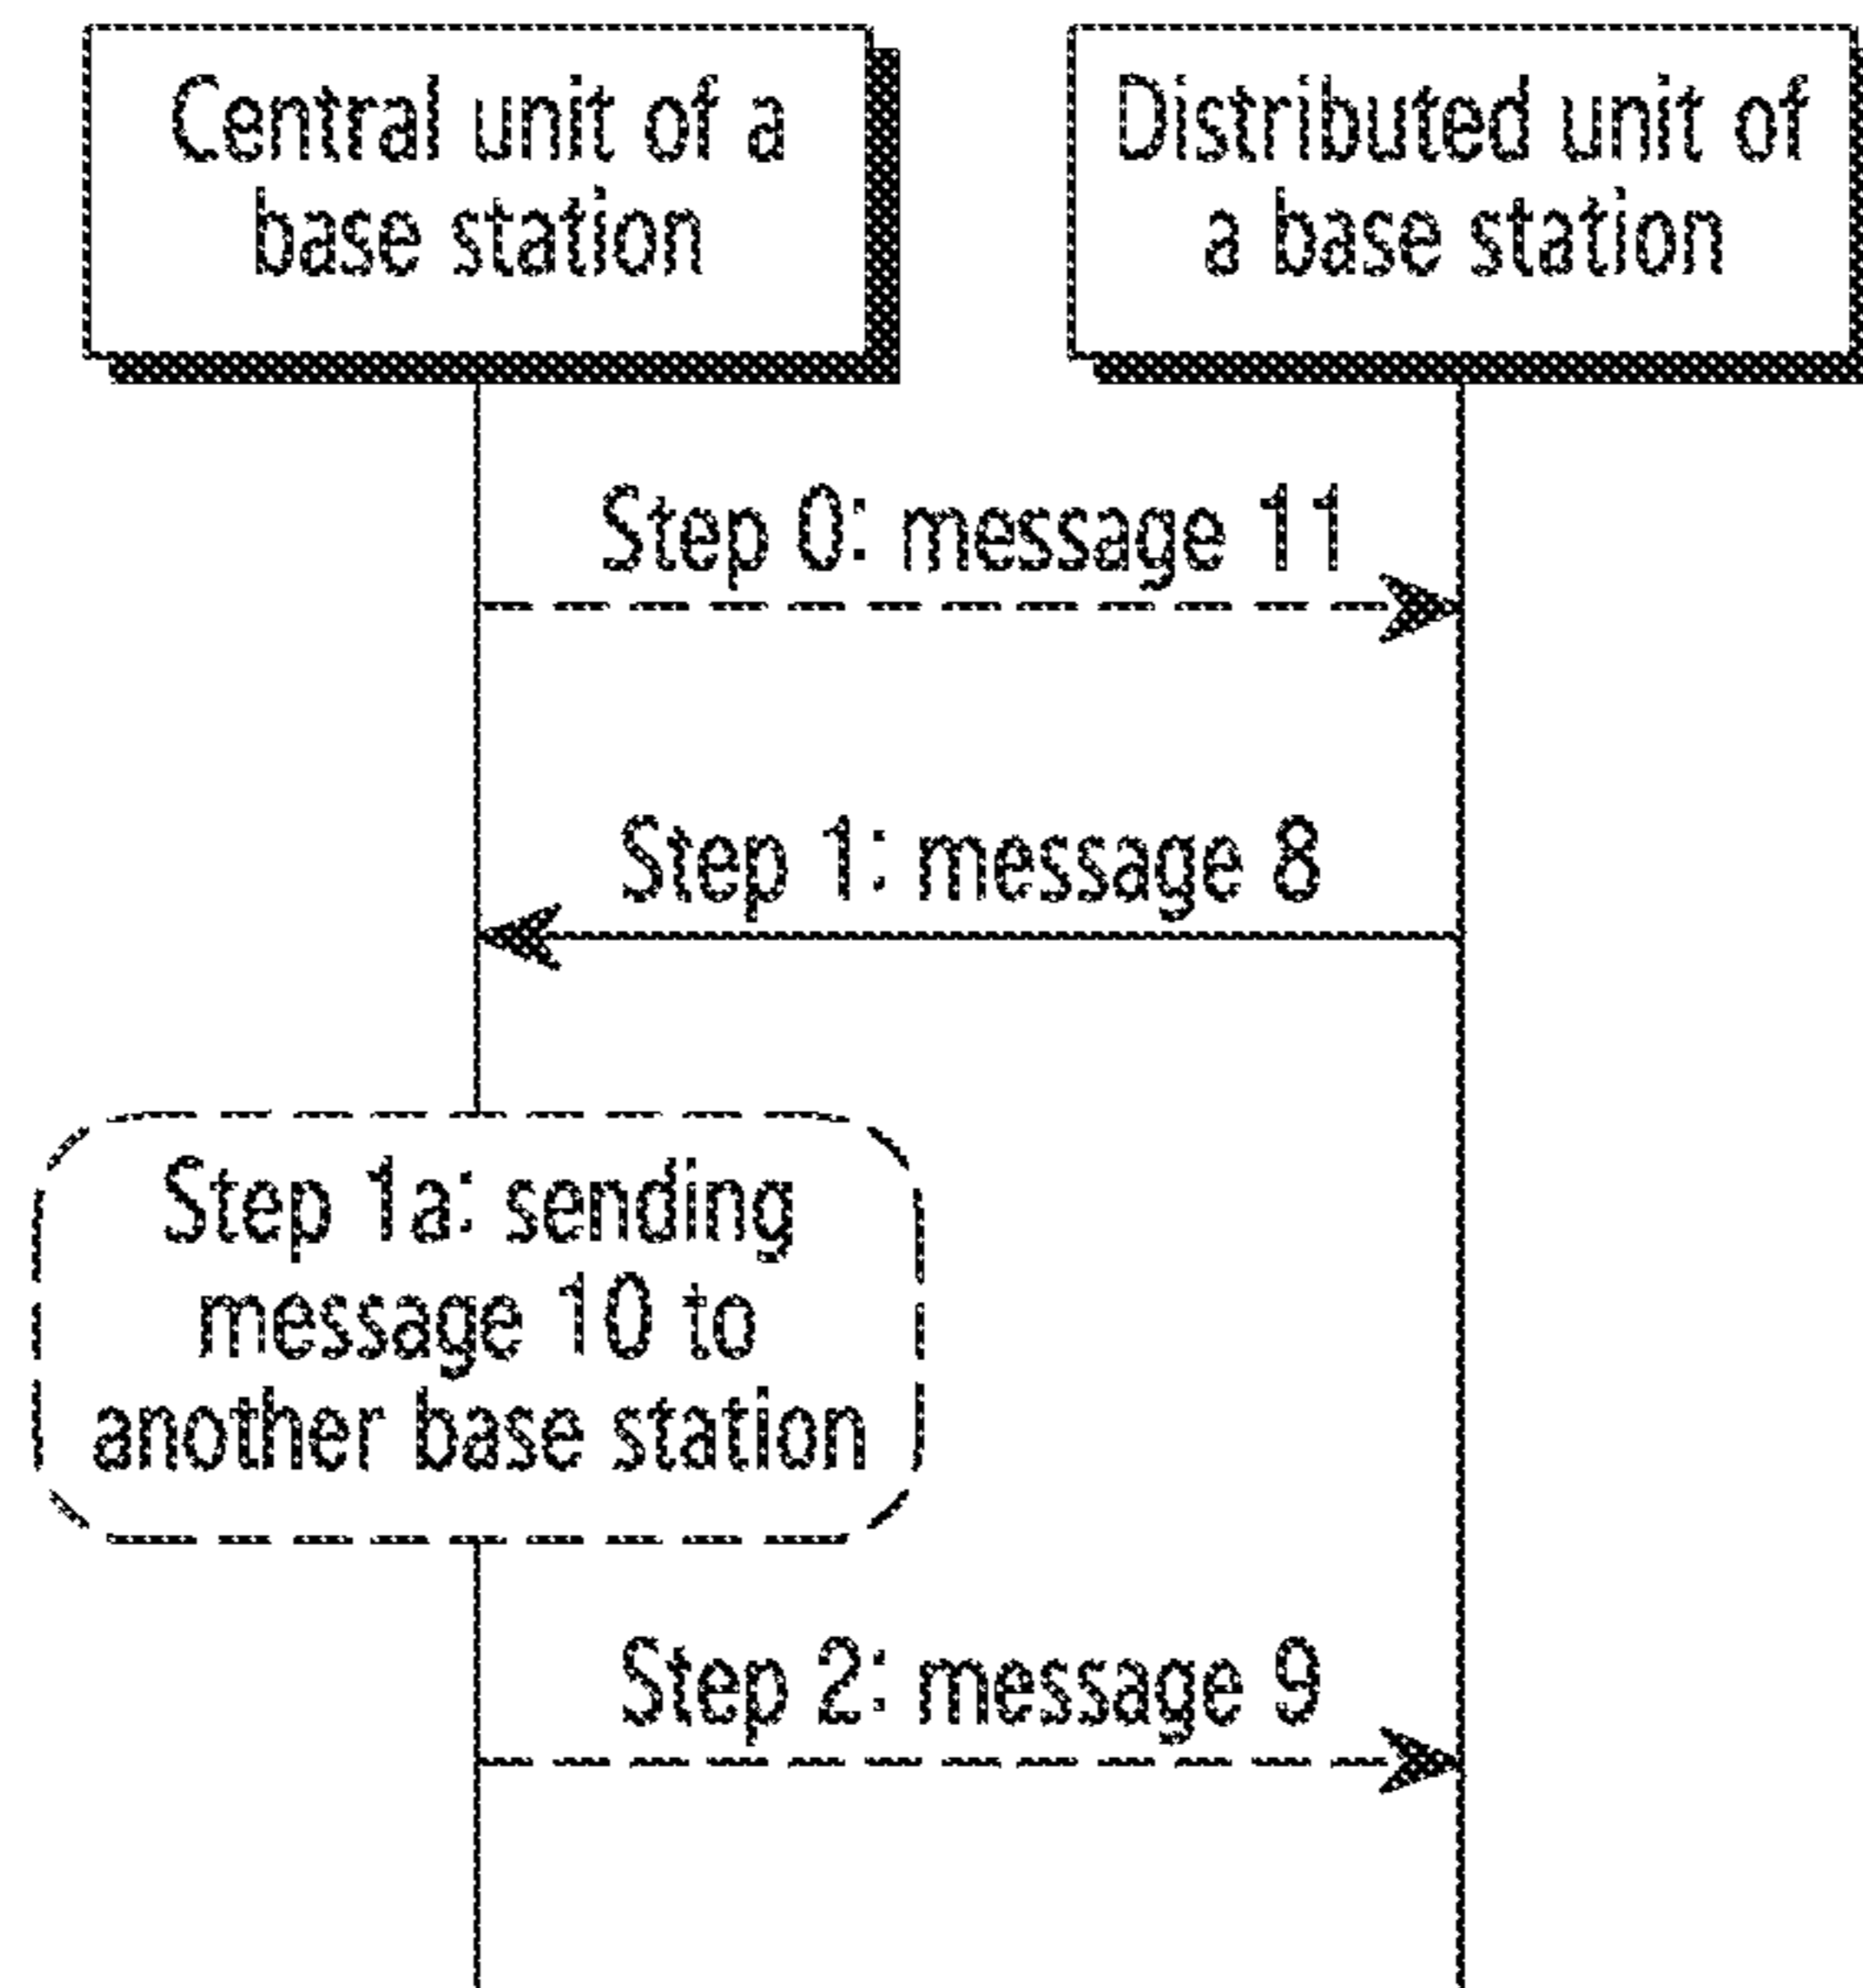 Central unit of a
base station
Distributed unit of
a base station
Step 0: message 11
Step 1: message 8
Step 1a: sending
message 10 to
another base station
Step 2: message 9